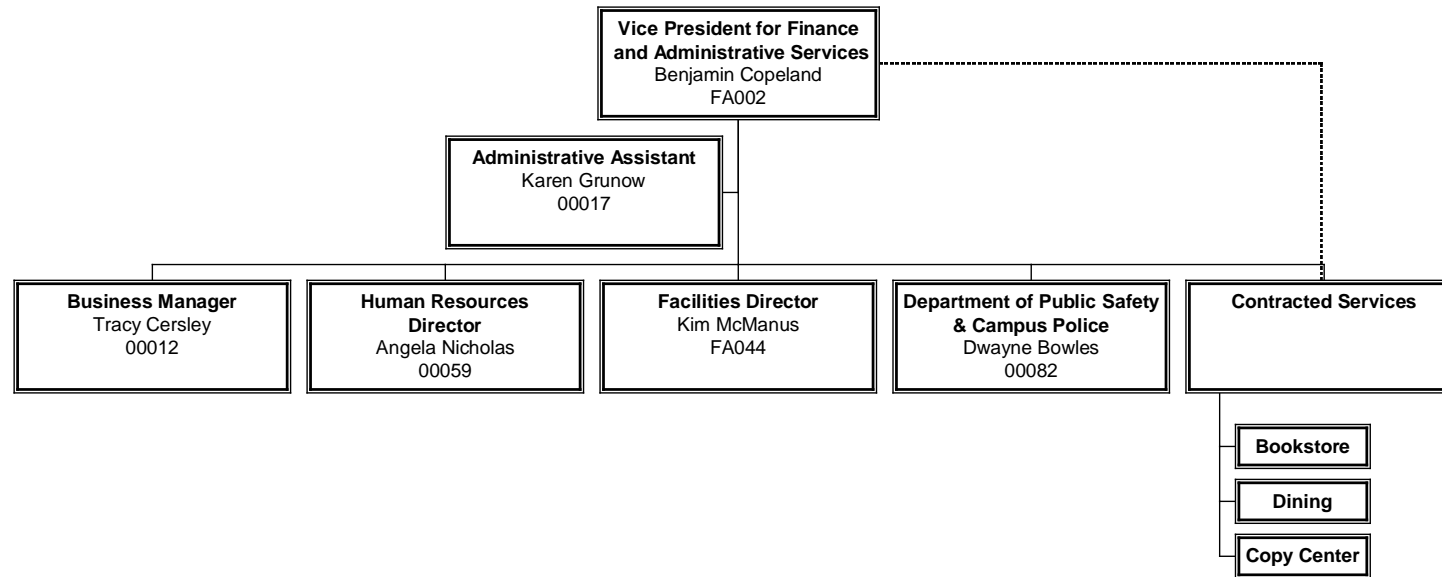 Vice President for Finance
and Administrative Services
Benjamin Copeland
FA002
Administrative Assistant
Karen Grunow
00017
Business Manager
Tracy Cersley
00012
Human Resources
Director
Angela Nicholas
00059
Facilities Director
Kim McManus
FA044
Department of Public Safety
& Campus Police
Dwayne Bowles
00082
Contracted Services
Bookstore
Dining
Copy Center